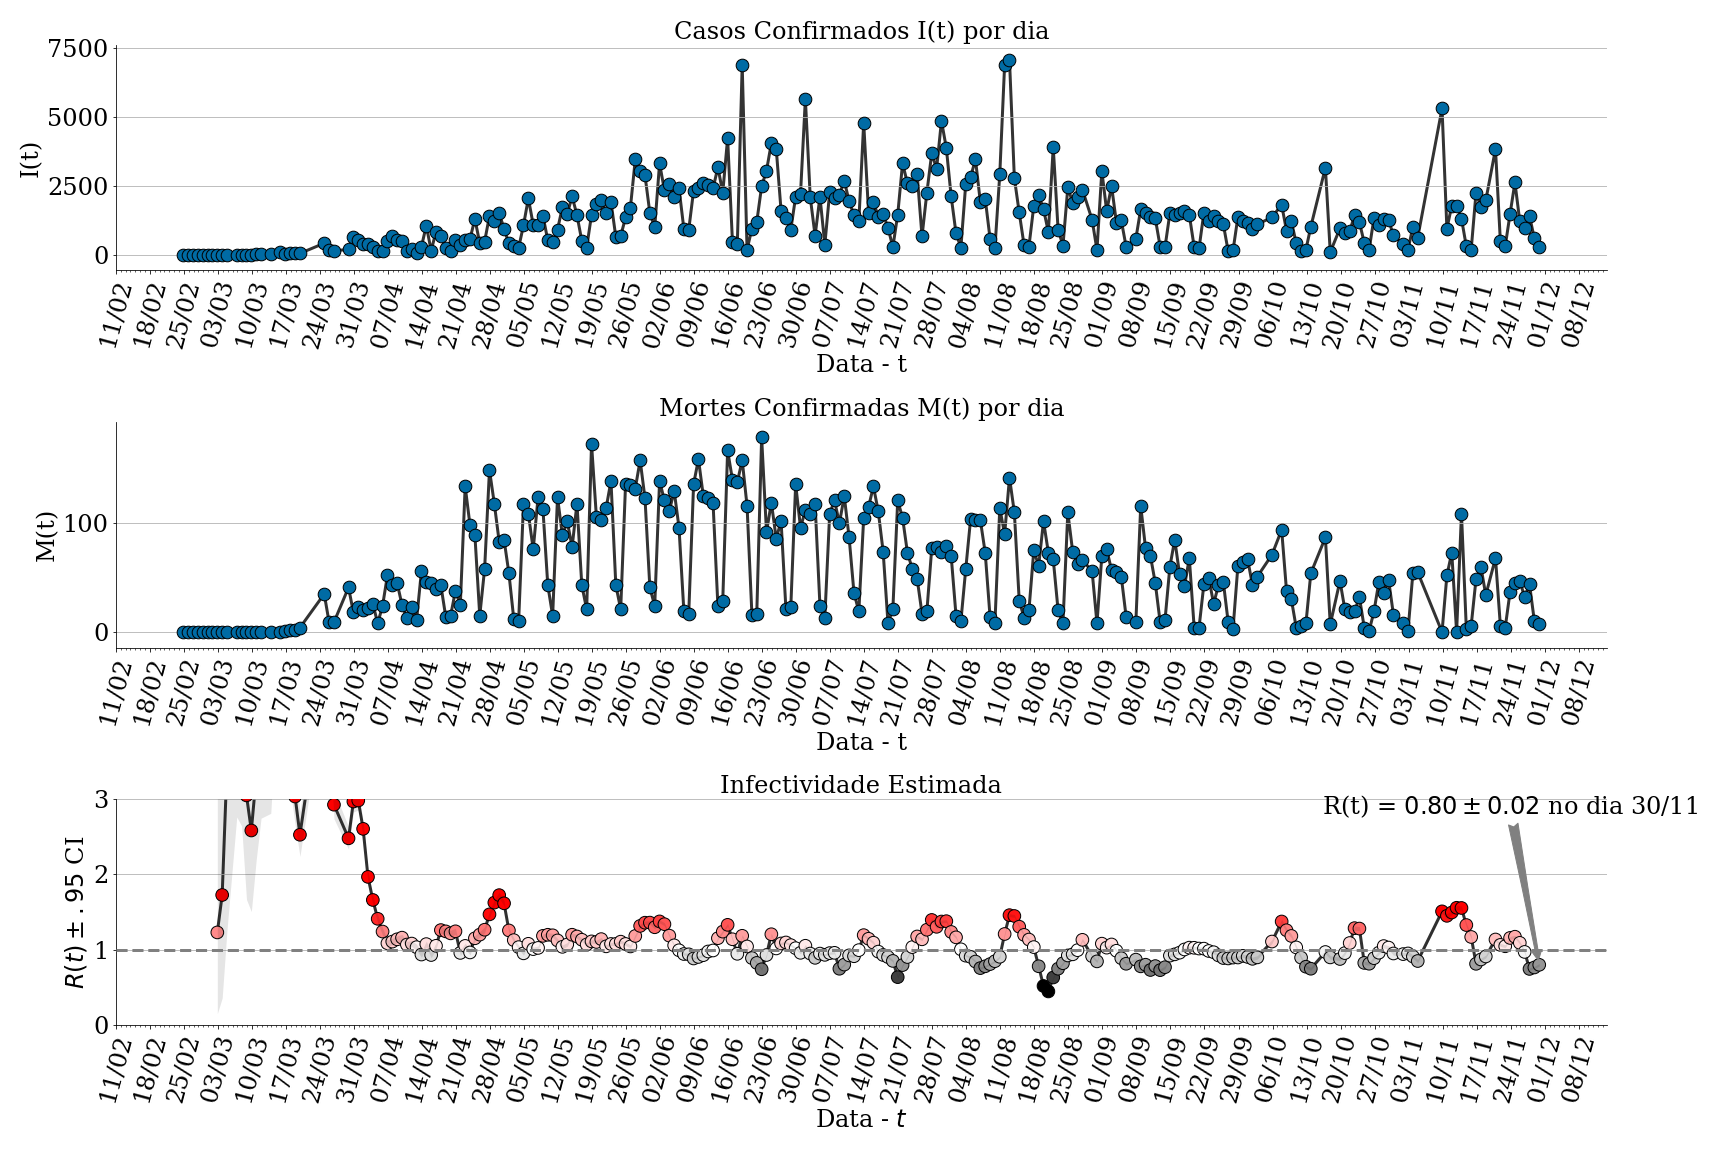 Casos Confirmados I(t) por dia
7500
5000
2500
0
I(t)
11/02 18/02 25/02 03/03 10/03 17/03 24/03 31/03 07/04 14/04 21/04 28/04 05/05 12/05 19/05 26/05 02/06 09/06 16/06 23/06 30/06 07/07 14/07 21/07 28/07 04/08 11/08 18/08 25/08 01/09 08/09 15/09 22/09 29/09 06/10 13/10 20/10 27/10 03/11 10/11 17/11 24/11 01/12 08/12
Data - t
Mortes Confirmadas M(t) por dia
100
0
M(t)
11/02 18/02 25/02 03/03 10/03 17/03 24/03 31/03 07/04 14/04 21/04 28/04 05/05 12/05 19/05 26/05 02/06 09/06 16/06 23/06 30/06 07/07 14/07 21/07 28/07 04/08 11/08 18/08 25/08 01/09 08/09 15/09 22/09 29/09 06/10 13/10 20/10 27/10 03/11 10/11 17/11 24/11 01/12 08/12
Data - t
Infectividade Estimada
R(t) = 0.80 ± 0.02 no dia 30/11
3
2
1
0
R(t) ± .95 CI
11/02 18/02 25/02 03/03 10/03 17/03 24/03 31/03 07/04 14/04 21/04 28/04 05/05 12/05 19/05 26/05 02/06 09/06 16/06 23/06 30/06 07/07 14/07 21/07 28/07 04/08 11/08 18/08 25/08 01/09 08/09 15/09 22/09 29/09 06/10 13/10 20/10 27/10 03/11 10/11 17/11 24/11 01/12 08/12
Data - t